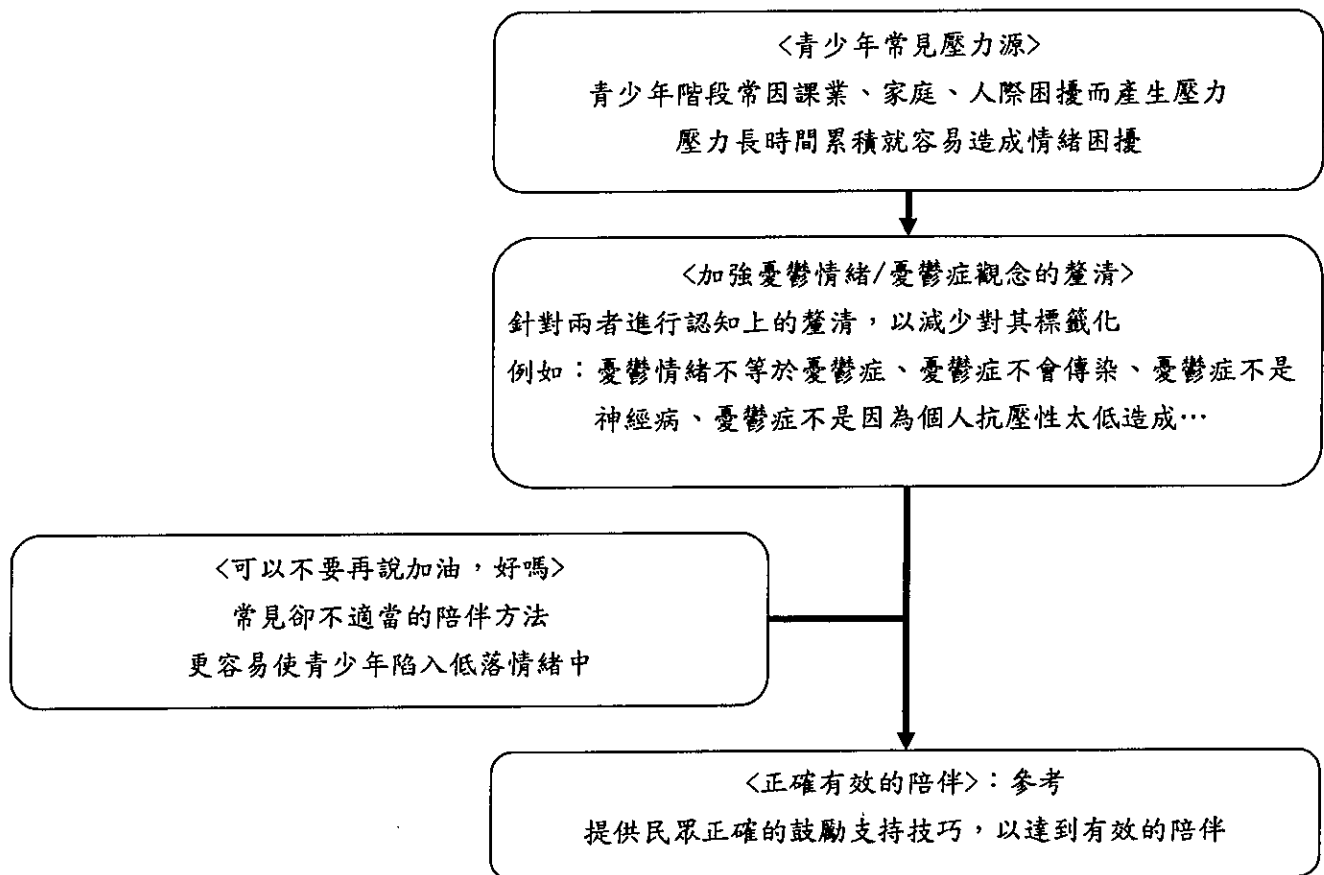 <青少年常見壓力源>
青少年階段常因課業、家庭、人際困擾而產生壓力
壓力長時間累積就容易造成情緒困擾
<加強憂鬱情緒/憂鬱症觀念的釐清>
針對兩者進行認知上的釐清，以減少對其標籤化
例如：憂鬱情緒不等於憂鬱症、憂鬱症不會傳染、憂鬱症不是
神經病、憂鬱症不是因為個人抗壓性太低造成…
<可以不要再說加油，好嗎>
常見卻不適當的陪伴方法
更容易使青少年陷入低落情緒中
<正確有效的陪伴>：參考
提供民眾正確的鼓勵支持技巧，以達到有效的陪伴